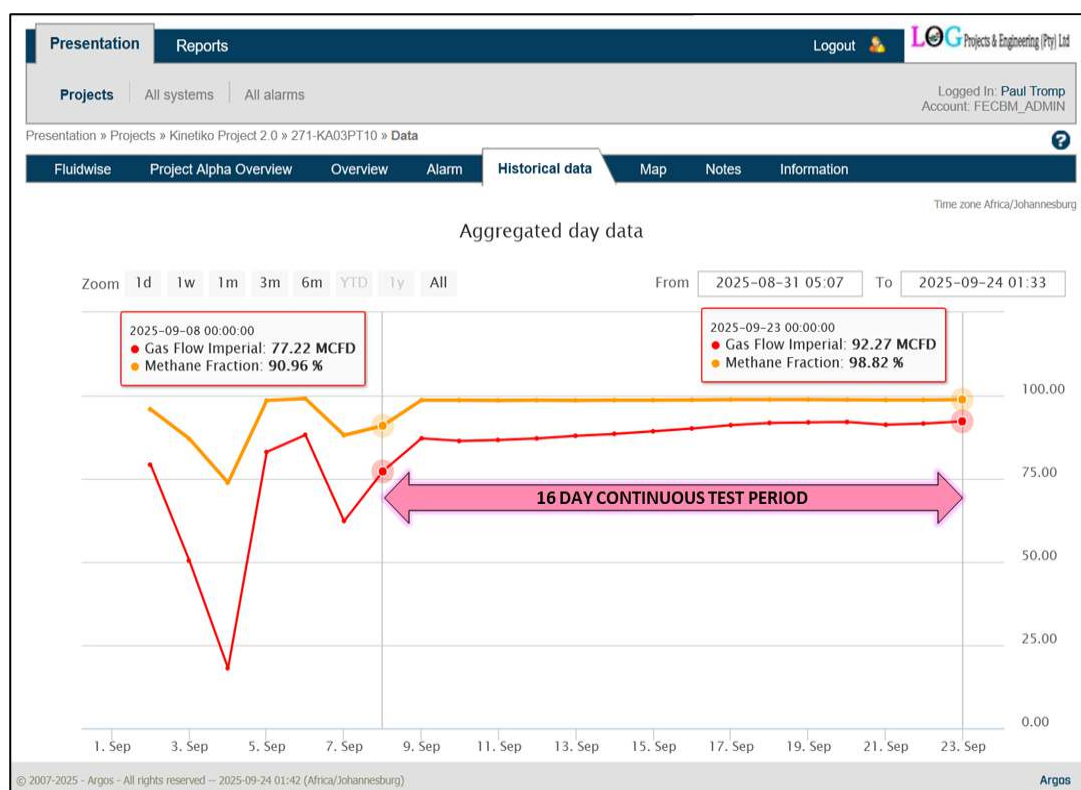 Presentation Reports Logout LOG Projects & Engineering (Pty) Ltd
Projects All systems All alarms Logged In: Paul Tromp
Account: FECBM_ADMIN
Presentation » Projects » Kinetiko Project 2.0 » 271-KA03PT10 » Data ?
Fluidwise Project Alpha Overview Overview Alarm Historical data Map Notes Information
Time zone Africa/Johannesburg
Aggregated day data
Zoom 1d 1w 1m 3m 6m YTD 1y All From 2025-08-31 05:07 To 2025-09-24 01:33
2025-09-08 00:00:00
Gas Flow Imperial: 77.22 MCFD
Methane Fraction: 90.96 %
2025-09-23 00:00:00
Gas Flow Imperial: 92.27 MCFD
Methane Fraction: 98.82 %
100.00
75.00
16 DAY CONTINUOUS TEST PERIOD
50.00
25.00
0.00
1. Sep 3. Sep 5. Sep 7. Sep 9. Sep 11. Sep 13. Sep 15. Sep 17. Sep 19. Sep 21. Sep 23. Sep
© 2007-2025 - Argos - All rights reserved -- 2025-09-24 01:42 (Africa/Johannesburg) Argos